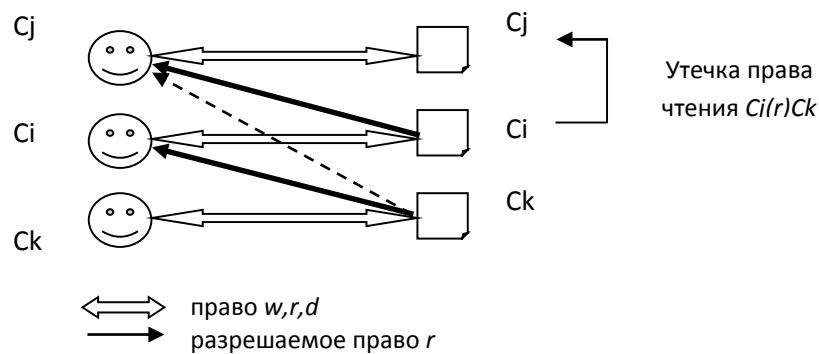 Cj
Cj
Ci
Ci
Ck
Ck
Утечка права
чтения Ci(r)Ck
право w,r,d
разрешаемое право r